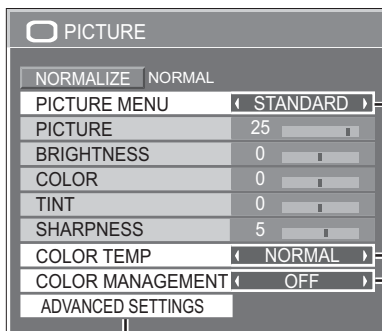 PICTURE
NORMALIZE NORMAL
PICTURE MENU STANDARD
PICTURE 25
BRIGHTNESS 0
COLOR 0
TINT 0
SHARPNESS 5
COLOR TEMP NORMAL
COLOR MANAGEMENT OFF
ADVANCED SETTINGS